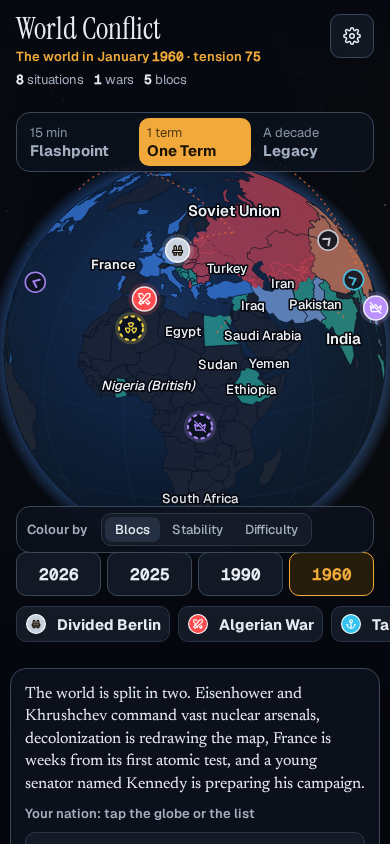 World Conflict
The world in January 1960 · tension 75
8 situations 1 wars 5 blocs
15 min
Flashpoint
1 term
One Term
A decade
Legacy
Soviet Union
France
Turkey
Iran
Iraq
Pakistan
Egypt
Saudi Arabia
India
Sudan
Yemen
Nigeria (British)
Ethiopia
South Africa
Colour by
Blocs
Stability
Difficulty
2026
2025
1990
1960
Divided Berlin
Algerian War
Ta
The world is split in two. Eisenhower and
Khrushchev command vast nuclear arsenals,
decolonization is redrawing the map, France is
weeks from its first atomic test, and a young
senator named Kennedy is preparing his campaign.
Your nation: tap the globe or the list